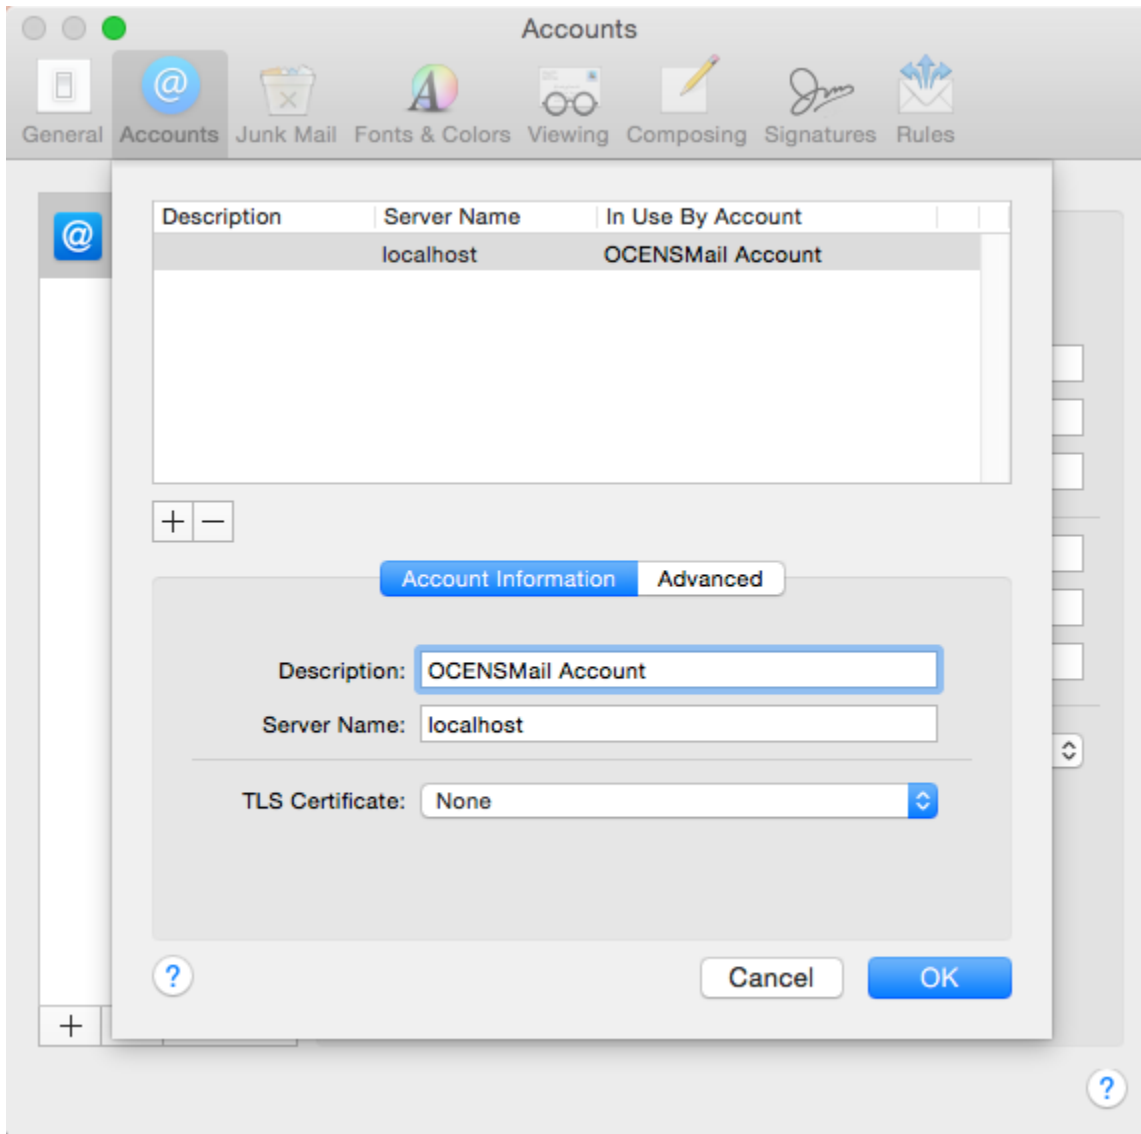 Accounts
General Accounts Junk Mail Fonts & Colors Viewing Composing Signatures Rules
Description Server Name In Use By Account
localhost OCENSMail Account
Account Information Advanced
Description: OCENSMail Account
Server Name: localhost
TLS Certificate: None
? Cancel OK
?